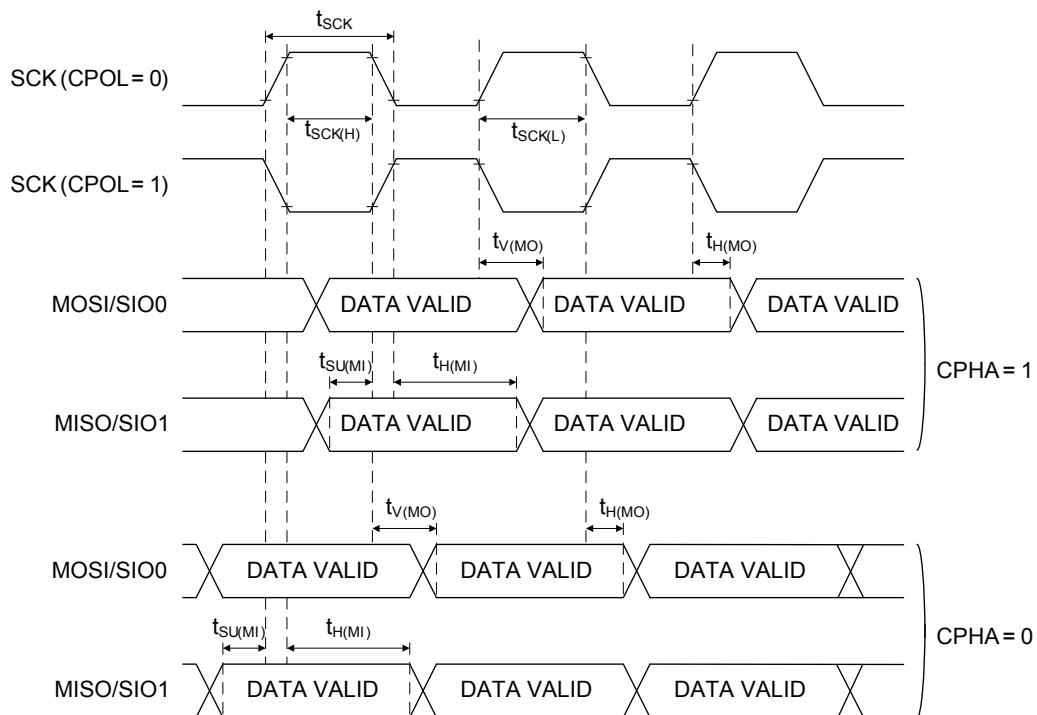 tSCK
SCK (CPOL = 0)
tSCK(H)
tSCK(L)
SCK (CPOL = 1)
tV(MO)
tH(MO)
MOSI/SIO0
DATA VALID
DATA VALID
DATA VALID
tSU(MI)
tH(MI)
CPHA = 1
MISO/SIO1
DATA VALID
DATA VALID
DATA VALID
tV(MO)
tH(MO)
MOSI/SIO0
DATA VALID
DATA VALID
DATA VALID
tSU(MI)
tH(MI)
CPHA = 0
MISO/SIO1
DATA VALID
DATA VALID
DATA VALID